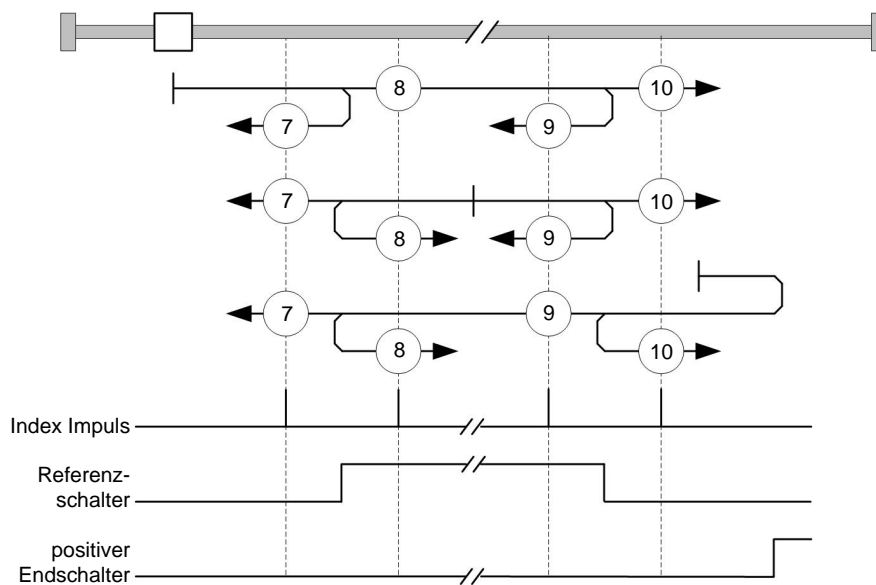 8
10
7
9
7
10
8
9
7
9
8
10
Index Impuls
Referenz-
schalter
positiver
Endschalter